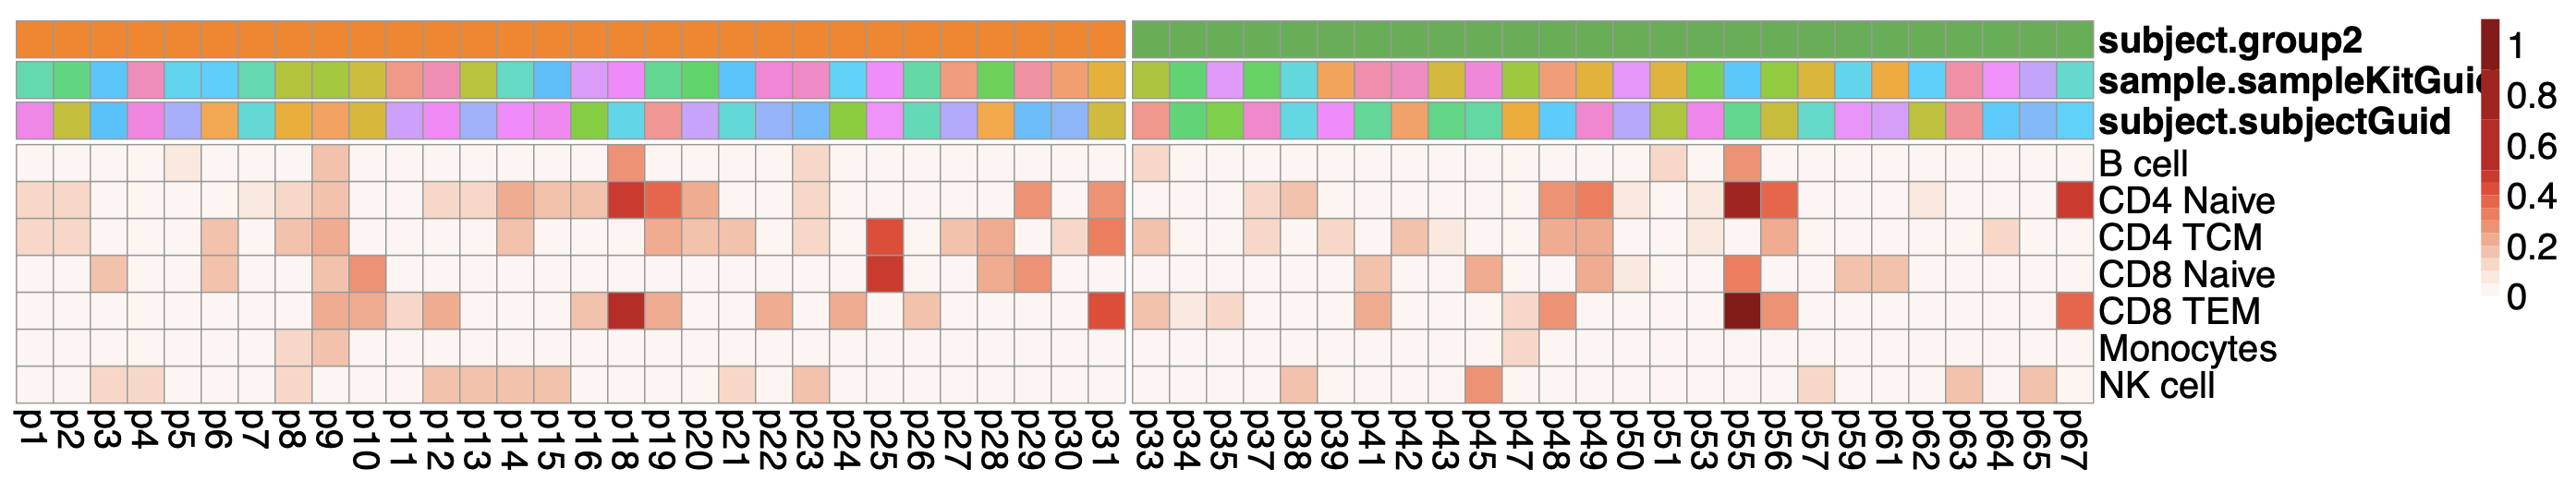 subject.group2
sample.sampleKitGuid
subject.subjectGuid
B cell
CD4 Naive
CD4 TCM
CD8 Naive
CD8 TEM
Monocytes
NK cell
1
0.8
0.6
0.4
0.2
0
p1 p2 p3 p4 p5 p6 p7 p8 p9 p10 p11 p12 p13 p14 p15 p16 p18 p19 p20 p21 p22 p23 p24 p25 p26 p27 p28 p29 p30 p31 p33 p34 p35 p37 p38 p39 p41 p42 p43 p45 p47 p48 p49 p50 p51 p53 p55 p56 p57 p59 p61 p62 p63 p64 p65 p67